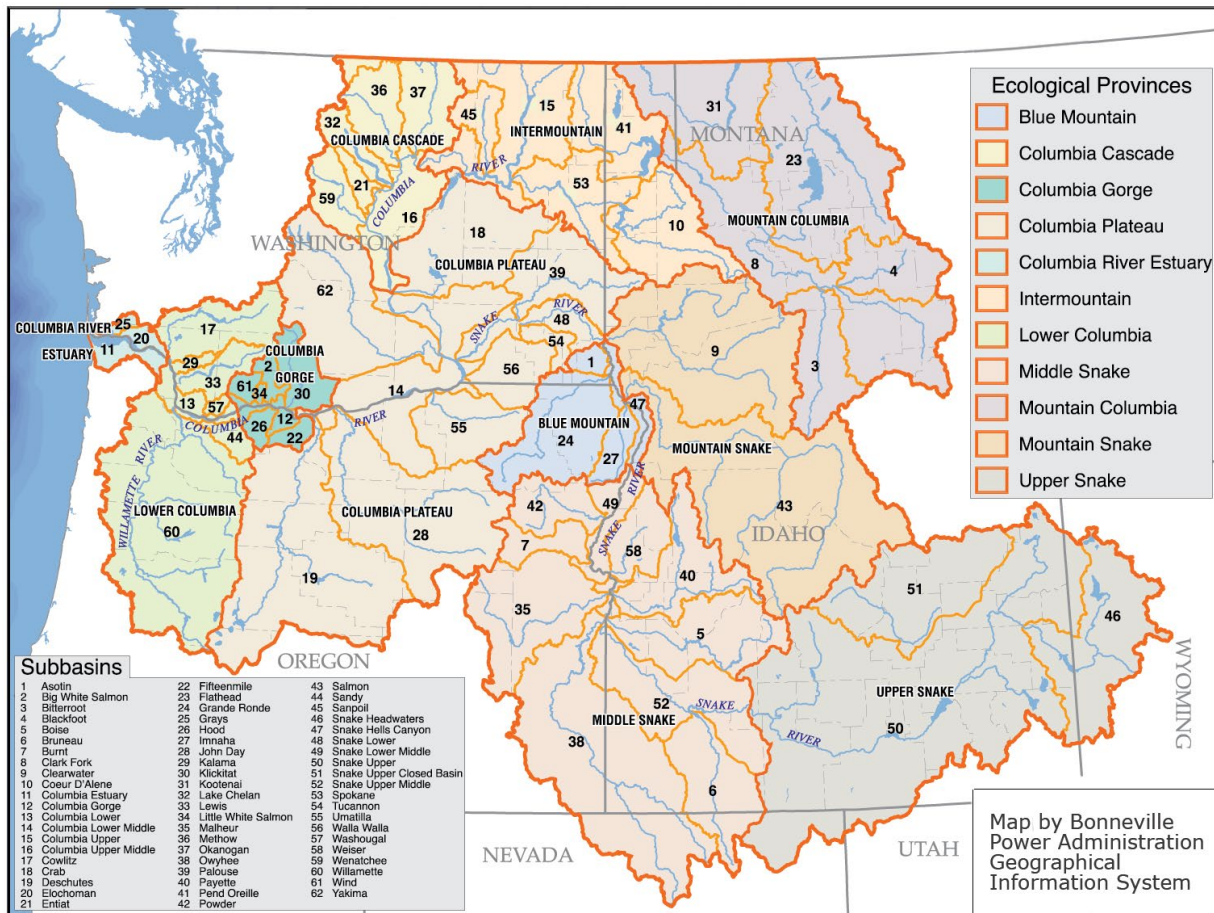 36
37
15
31
32
45
41
INTERMOUNTAIN
MONTANA
COLUMBIA CASCADE
23
RIVER
59
21
53
COLUMBIA
16
10
MOUNTAIN COLUMBIA
WASHINGTON
18
COLUMBIA PLATEAU
39
8
4
62
RIVER
SNAKE
48
COLUMBIA RIVER
ESTUARY
25
20
11
17
54
9
29
COLUMBIA
GORGE
2
33
61
34
30
56
1
3
13
57
14
47
COLUMBIA
26
12
RIVER
22
44
55
BLUE MOUNTAIN
24
27
MOUNTAIN SNAKE
RIVER
WILLAMETTE RIVER
LOWER COLUMBIA
60
COLUMBIA PLATEAU
28
42
49
43
SNAKE
IDAHO
7
58
19
40
51
35
46
5
OREGON
WYOMING
UPPER SNAKE
52
SNAKE
MIDDLE SNAKE
38
RIVER
50
6
NEVADA
UTAH
Ecological Provinces
Blue Mountain
Columbia Cascade
Columbia Gorge
Columbia Plateau
Columbia River Estuary
Intermountain
Lower Columbia
Middle Snake
Mountain Columbia
Mountain Snake
Upper Snake
Subbasins
1 Asotin
2 Big White Salmon
3 Bitterroot
4 Blackfoot
5 Boise
6 Bruneau
7 Burnt
8 Clark Fork
9 Clearwater
10 Coeur D'Alene
11 Columbia Estuary
12 Columbia Gorge
13 Columbia Lower
14 Columbia Lower Middle
15 Columbia Upper
16 Columbia Upper Middle
17 Cowlitz
18 Crab
19 Deschutes
20 Elochoman
21 Entiat
22 Fifteenmile
23 Flathead
24 Grande Ronde
25 Grays
26 Hood
27 Imnaha
28 John Day
29 Kalama
30 Klickitat
31 Kootenai
32 Lake Chelan
33 Lewis
34 Little White Salmon
35 Malheur
36 Methow
37 Okanogan
38 Owyhee
39 Palouse
40 Payette
41 Pend Oreille
42 Powder
43 Salmon
44 Sandy
45 Sanpoil
46 Snake Headwaters
47 Snake Hells Canyon
48 Snake Lower
49 Snake Lower Middle
50 Snake Upper
51 Snake Upper Closed Basin
52 Snake Upper Middle
53 Spokane
54 Tucannon
55 Umatilla
56 Walla Walla
57 Washougal
58 Weiser
59 Wenatchee
60 Willamette
61 Wind
62 Yakima
Map by Bonneville
Power Administration
Geographical
Information System